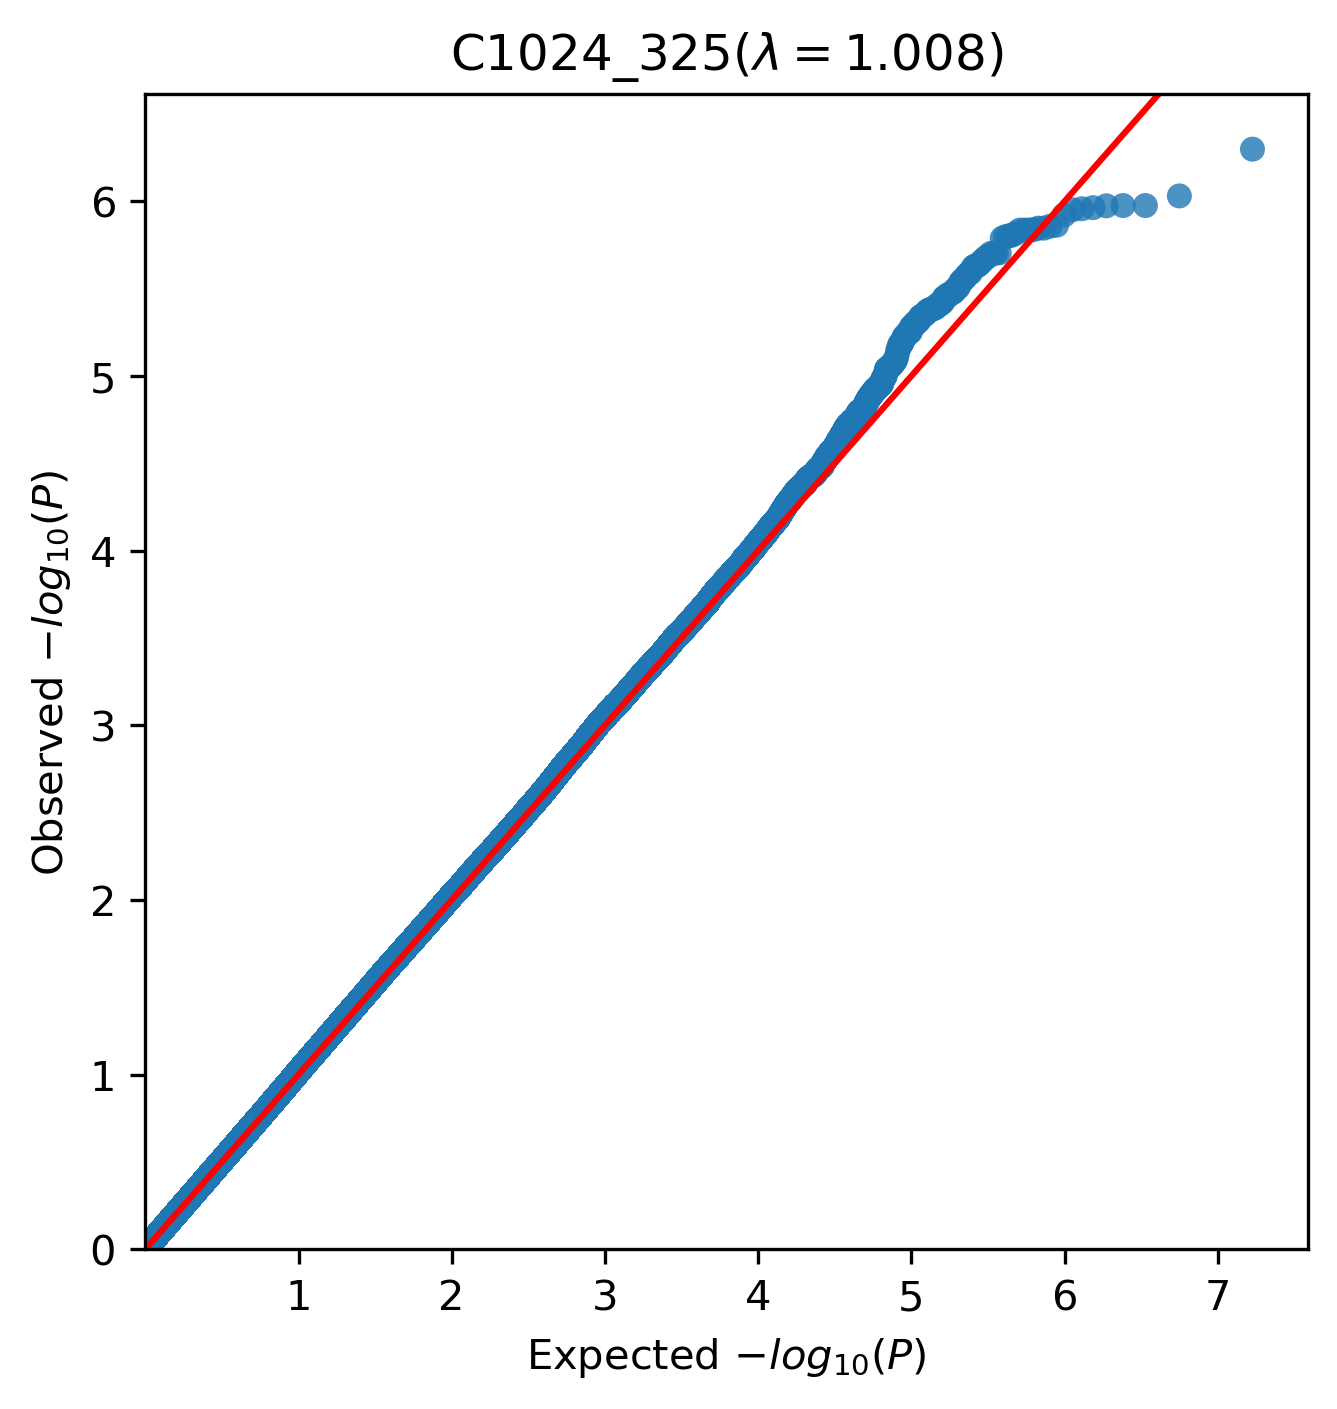 C1024_325(λ = 1.008)
Observed −log₁₀(P)
6
5
4
3
2
1
0
1 2 3 4 5 6 7
Expected −log₁₀(P)